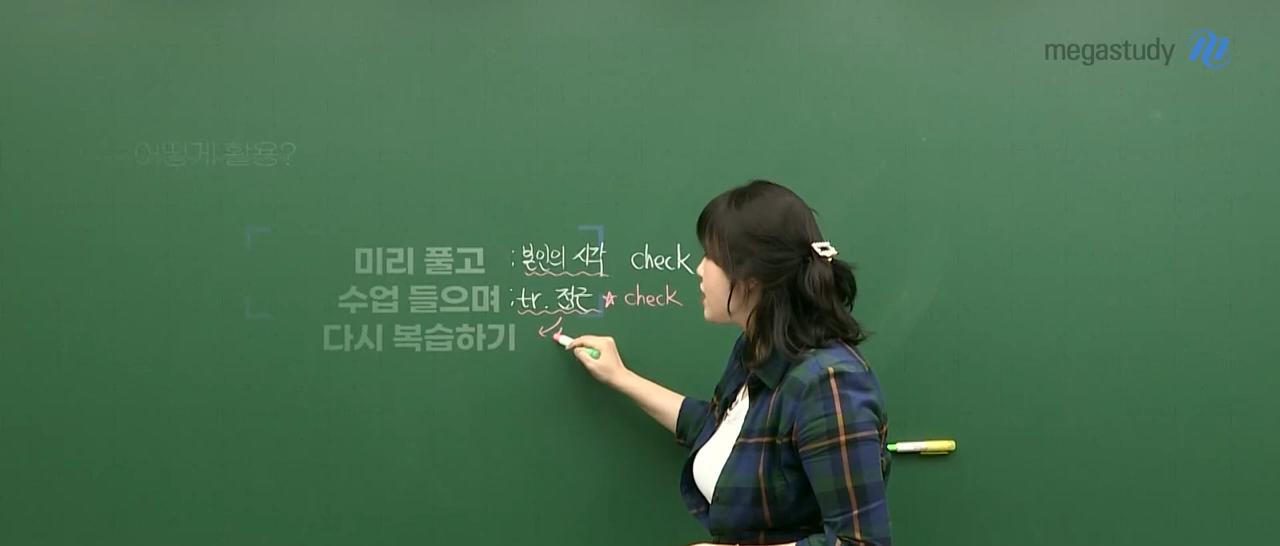 megastudy
어떻게 활용?
미리 풀고 : 본인의 시각 check
수업 들으며 : tr. 접근 ☆ check
다시 복습하기